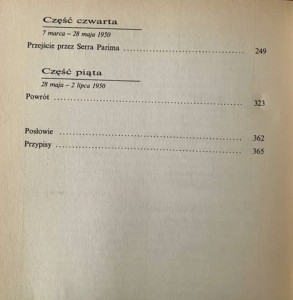 Część czwarta
7 marca – 28 maja 1950
Przejście przez Serra Parima ........................................ 249
Część piąta
28 maja – 2 lipca 1950
Powrót ........................................ 323
Posłowie ........................................ 362
Przypisy ........................................ 365